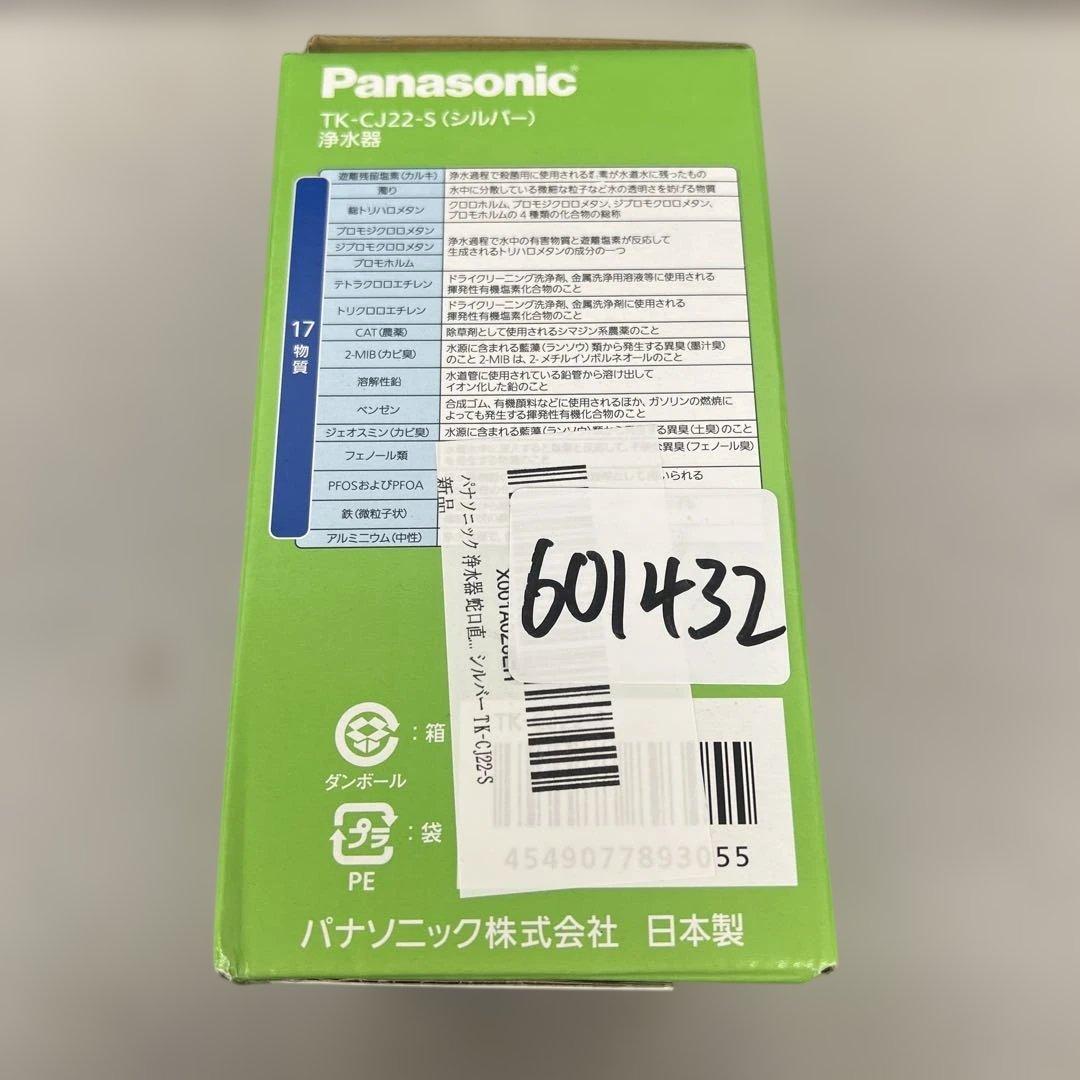 Panasonic
TK-CJ22-S(シルバー)
浄水器
17物質
遊離残留塩素(カルキ) 浄水過程で殺菌用に使用される 素が水道水に残ったもの
濁り 水中に分散している微細な粒子など水の透明さを妨げる物質
総トリハロメタン クロロホルム、ブロモジクロロメタン、ジブロモクロロメタン、
ブロモホルムの4種類の化合物の総称
ブロモジクロロメタン
ジブロモクロロメタン
ブロモホルム
浄水過程で水中の有害物質と遊離塩素が反応して
生成されるトリハロメタンの成分の一つ
テトラクロロエチレン ドライクリーニング洗浄剤、金属洗浄用溶液等に使用される
揮発性有機塩素化合物のこと
トリクロロエチレン ドライクリーニング洗浄剤、金属洗浄剤に使用される
揮発性有機塩素化合物のこと
CAT(農薬) 除草剤として使用されるシマジン系農薬のこと
2-MIB(カビ臭) 水源に含まれる藍藻(ランソウ)類から発生する異臭(墨汁臭)
のこと 2-MIBは、2-メチルイソボルネオールのこと
溶解性鉛 水道管に使用されている鉛管から溶け出して
イオン化した鉛のこと
ベンゼン 合成ゴム、有機顔料などに使用されるほか、ガソリンの燃焼に
よっても発生する揮発性有機化合物のこと
ジェオスミン(カビ臭) 水源に含まれる藍藻(ランソウ)類から する異臭(土臭)のこと
フェノール類 異臭(フェノール臭)
PFOSおよびPFOA いられる
鉄(微粒子状)
アルミニウム(中性)
パナソニック 浄水器 蛇口直... シルバー TK-CJ22-S
新品
601432
:箱
ダンボール
プラ
:袋
PE
4549077893055
パナソニック株式会社 日本製